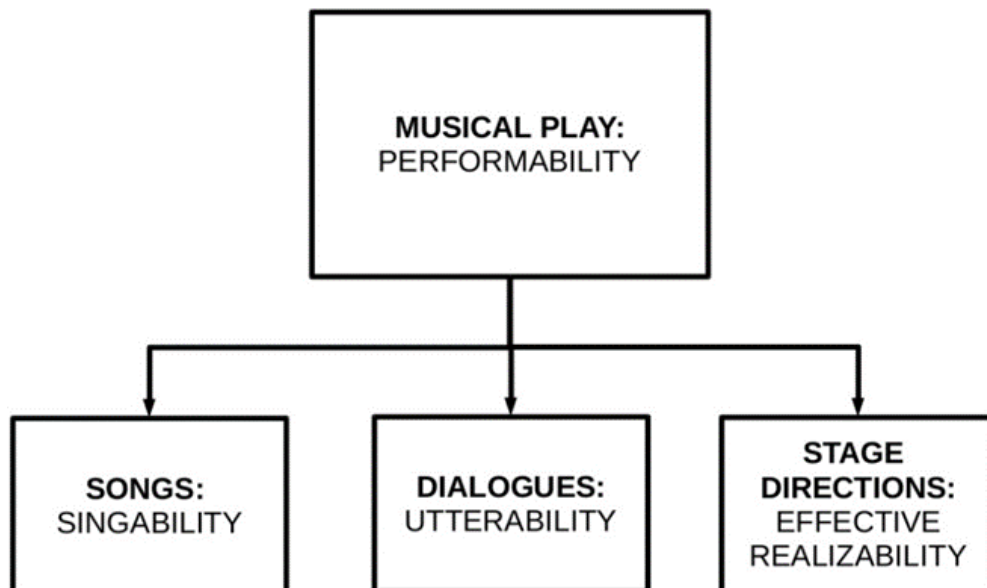 MUSICAL PLAY:
PERFORMABILITY
SONGS:
SINGABILITY
DIALOGUES:
UTTERABILITY
STAGE
DIRECTIONS:
EFFECTIVE
REALIZABILITY